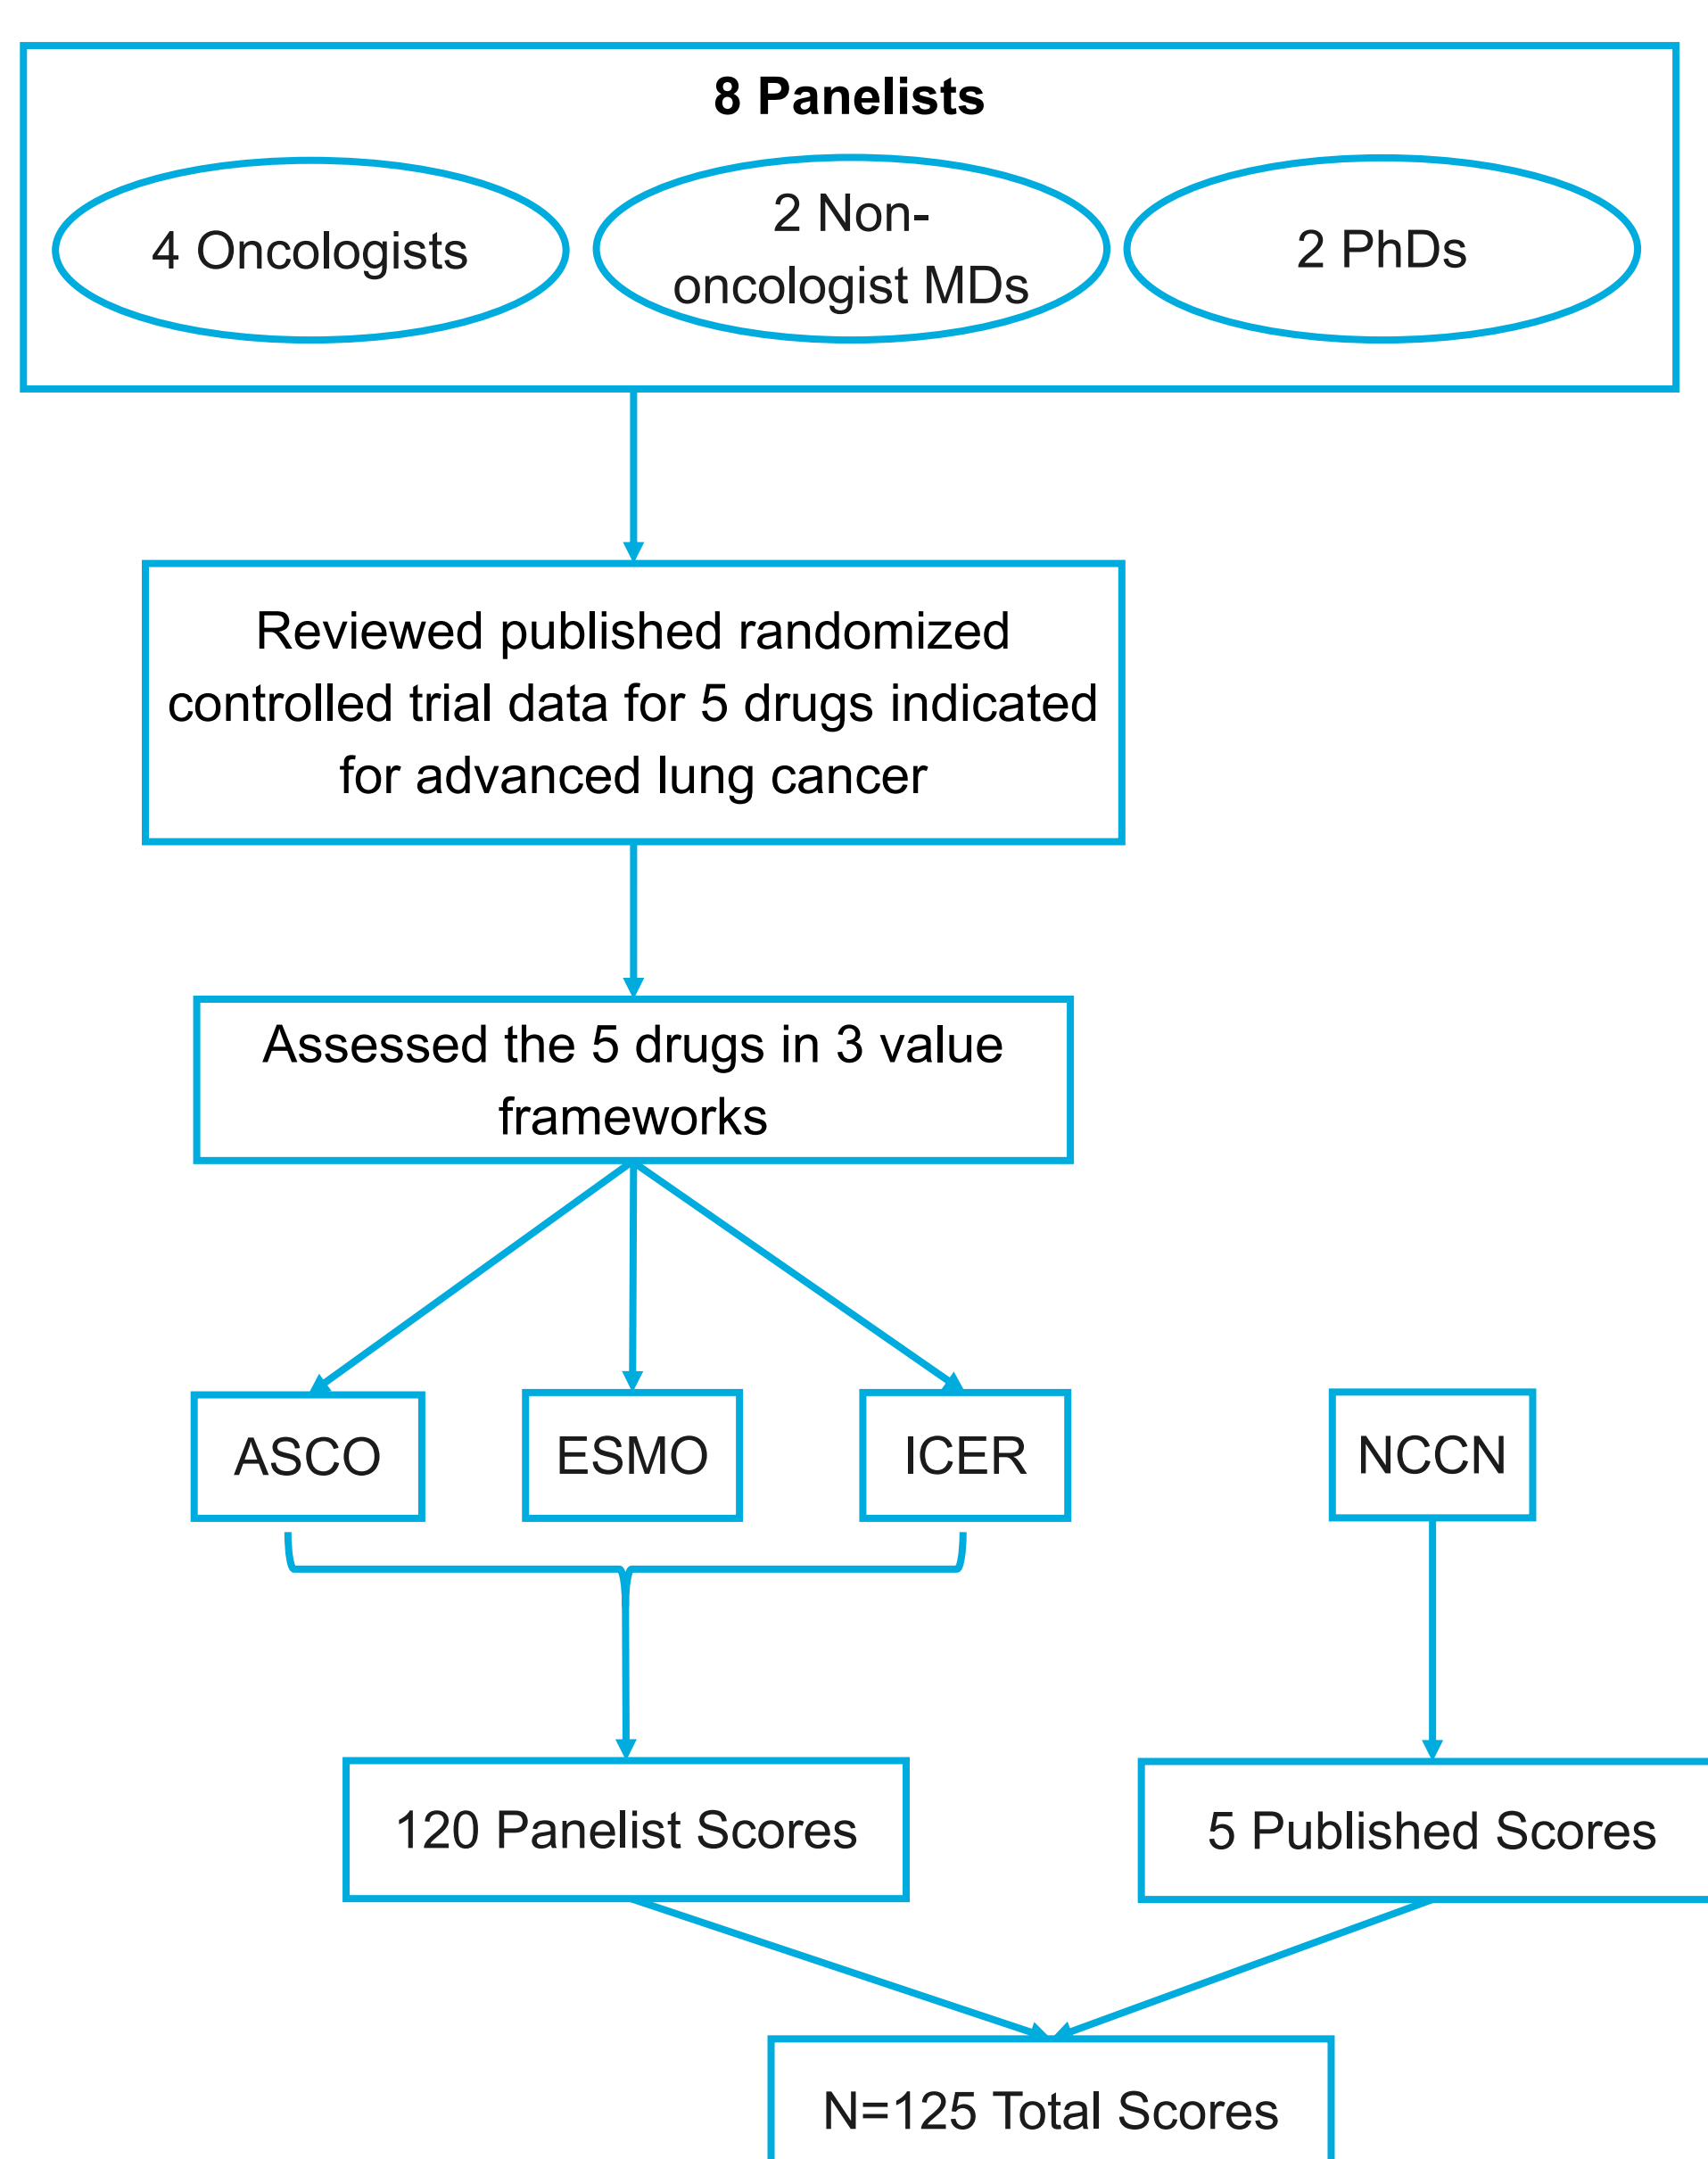 8 Panelists
4 Oncologists
2 Non-
oncologist MDs
2 PhDs
Reviewed published randomized
controlled trial data for 5 drugs indicated
for advanced lung cancer
Assessed the 5 drugs in 3 value
frameworks
ASCO
ESMO
ICER
NCCN
120 Panelist Scores
5 Published Scores
N=125 Total Scores